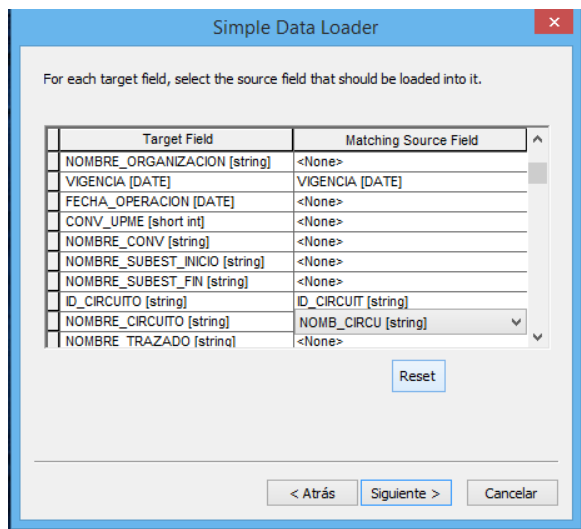 Simple Data Loader
For each target field, select the source field that should be loaded into it.
Target Field Matching Source Field
NOMBRE_ORGANIZACION [string] <None>
VIGENCIA [DATE] VIGENCIA [DATE]
FECHA_OPERACION [DATE] <None>
CONV_UPME [short int] <None>
NOMBRE_CONV [string] <None>
NOMBRE_SUBEST_INICIO [string] <None>
NOMBRE_SUBEST_FIN [string] <None>
ID_CIRCUITO [string] ID_CIRCUIT [string]
NOMBRE_CIRCUITO [string] NOMB_CIRCU [string]
NOMBRE_TRAZADO [string] <None>
Reset
< Atrás Siguiente > Cancelar